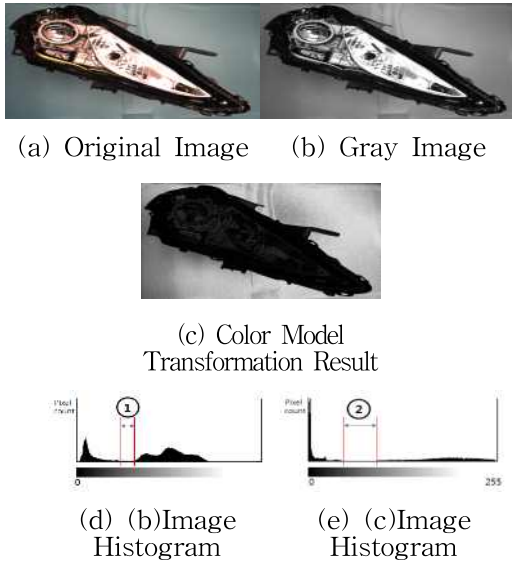 (a) Original Image (b) Gray Image
(c) Color Model
Transformation Result
Pixel
count
1
0
Pixel
count
2
0
255
(d) (b)Image
Histogram
(e) (c)Image
Histogram